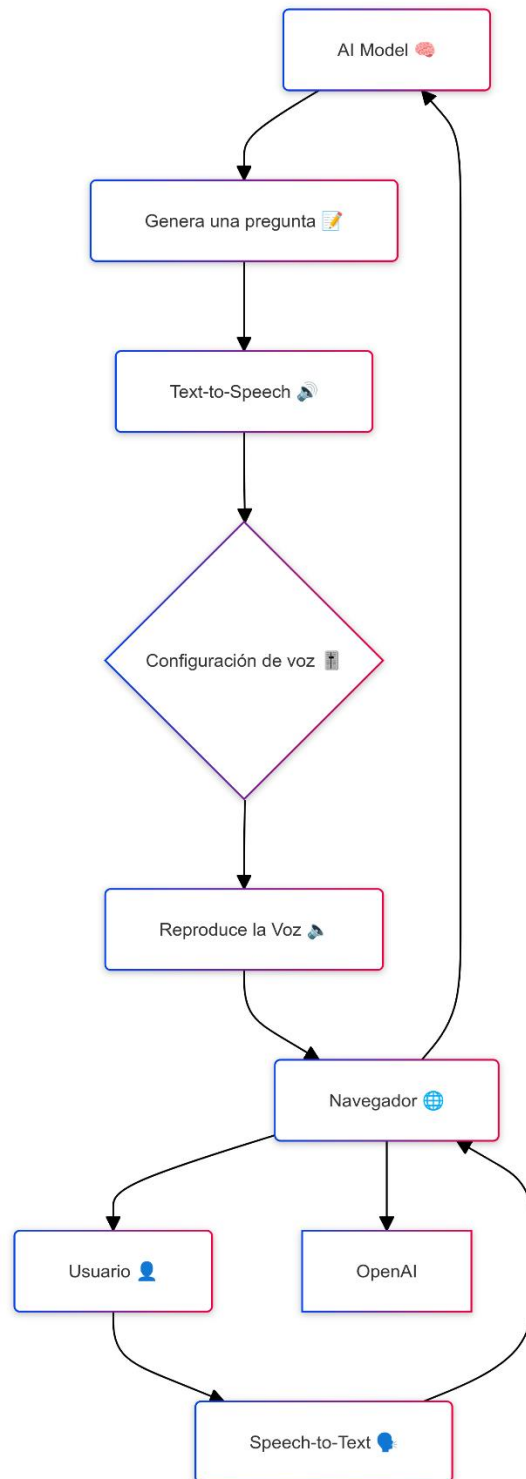 AI Model 🧠
Genera una pregunta 📝
Text-to-Speech 🔊
Configuración de voz 🎚️
Reproduce la Voz 🔈
Navegador 🌐
Usuario 👤
OpenAI
Speech-to-Text 🗣️